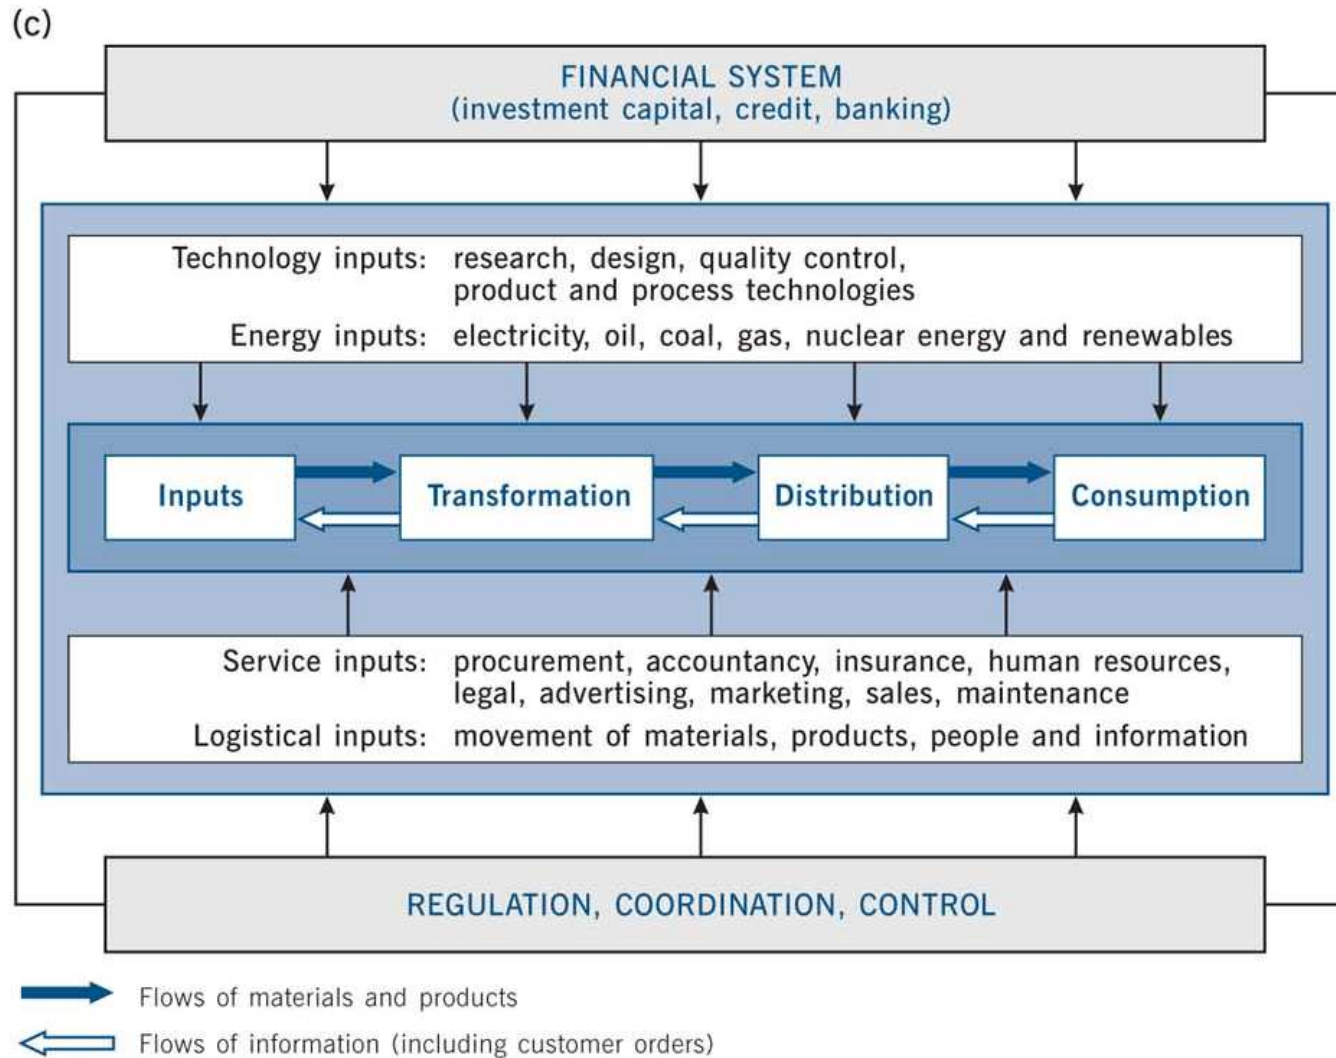 (c)
FINANCIAL SYSTEM
(investment capital, credit, banking)
Technology inputs: research, design, quality control,
product and process technologies
Energy inputs: electricity, oil, coal, gas, nuclear energy and renewables
Inputs
Transformation
Distribution
Consumption
Service inputs: procurement, accountancy, insurance, human resources,
legal, advertising, marketing, sales, maintenance
Logistical inputs: movement of materials, products, people and information
REGULATION, COORDINATION, CONTROL
Flows of materials and products
Flows of information (including customer orders)